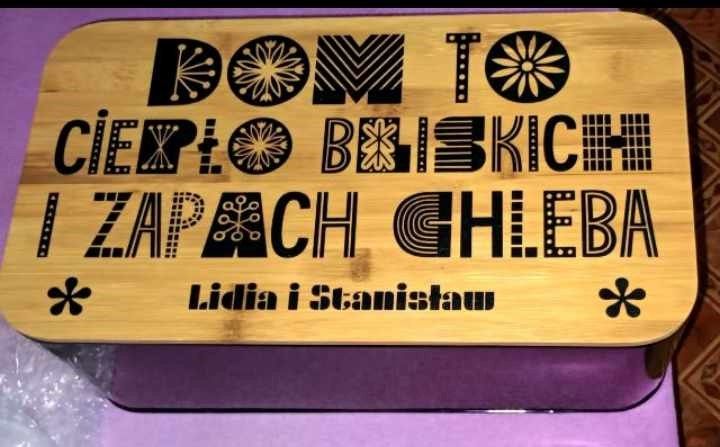 DOM TO
CIEPŁO BLISKICH
I ZAPACH CHLEBA
Lidia i Stanisław